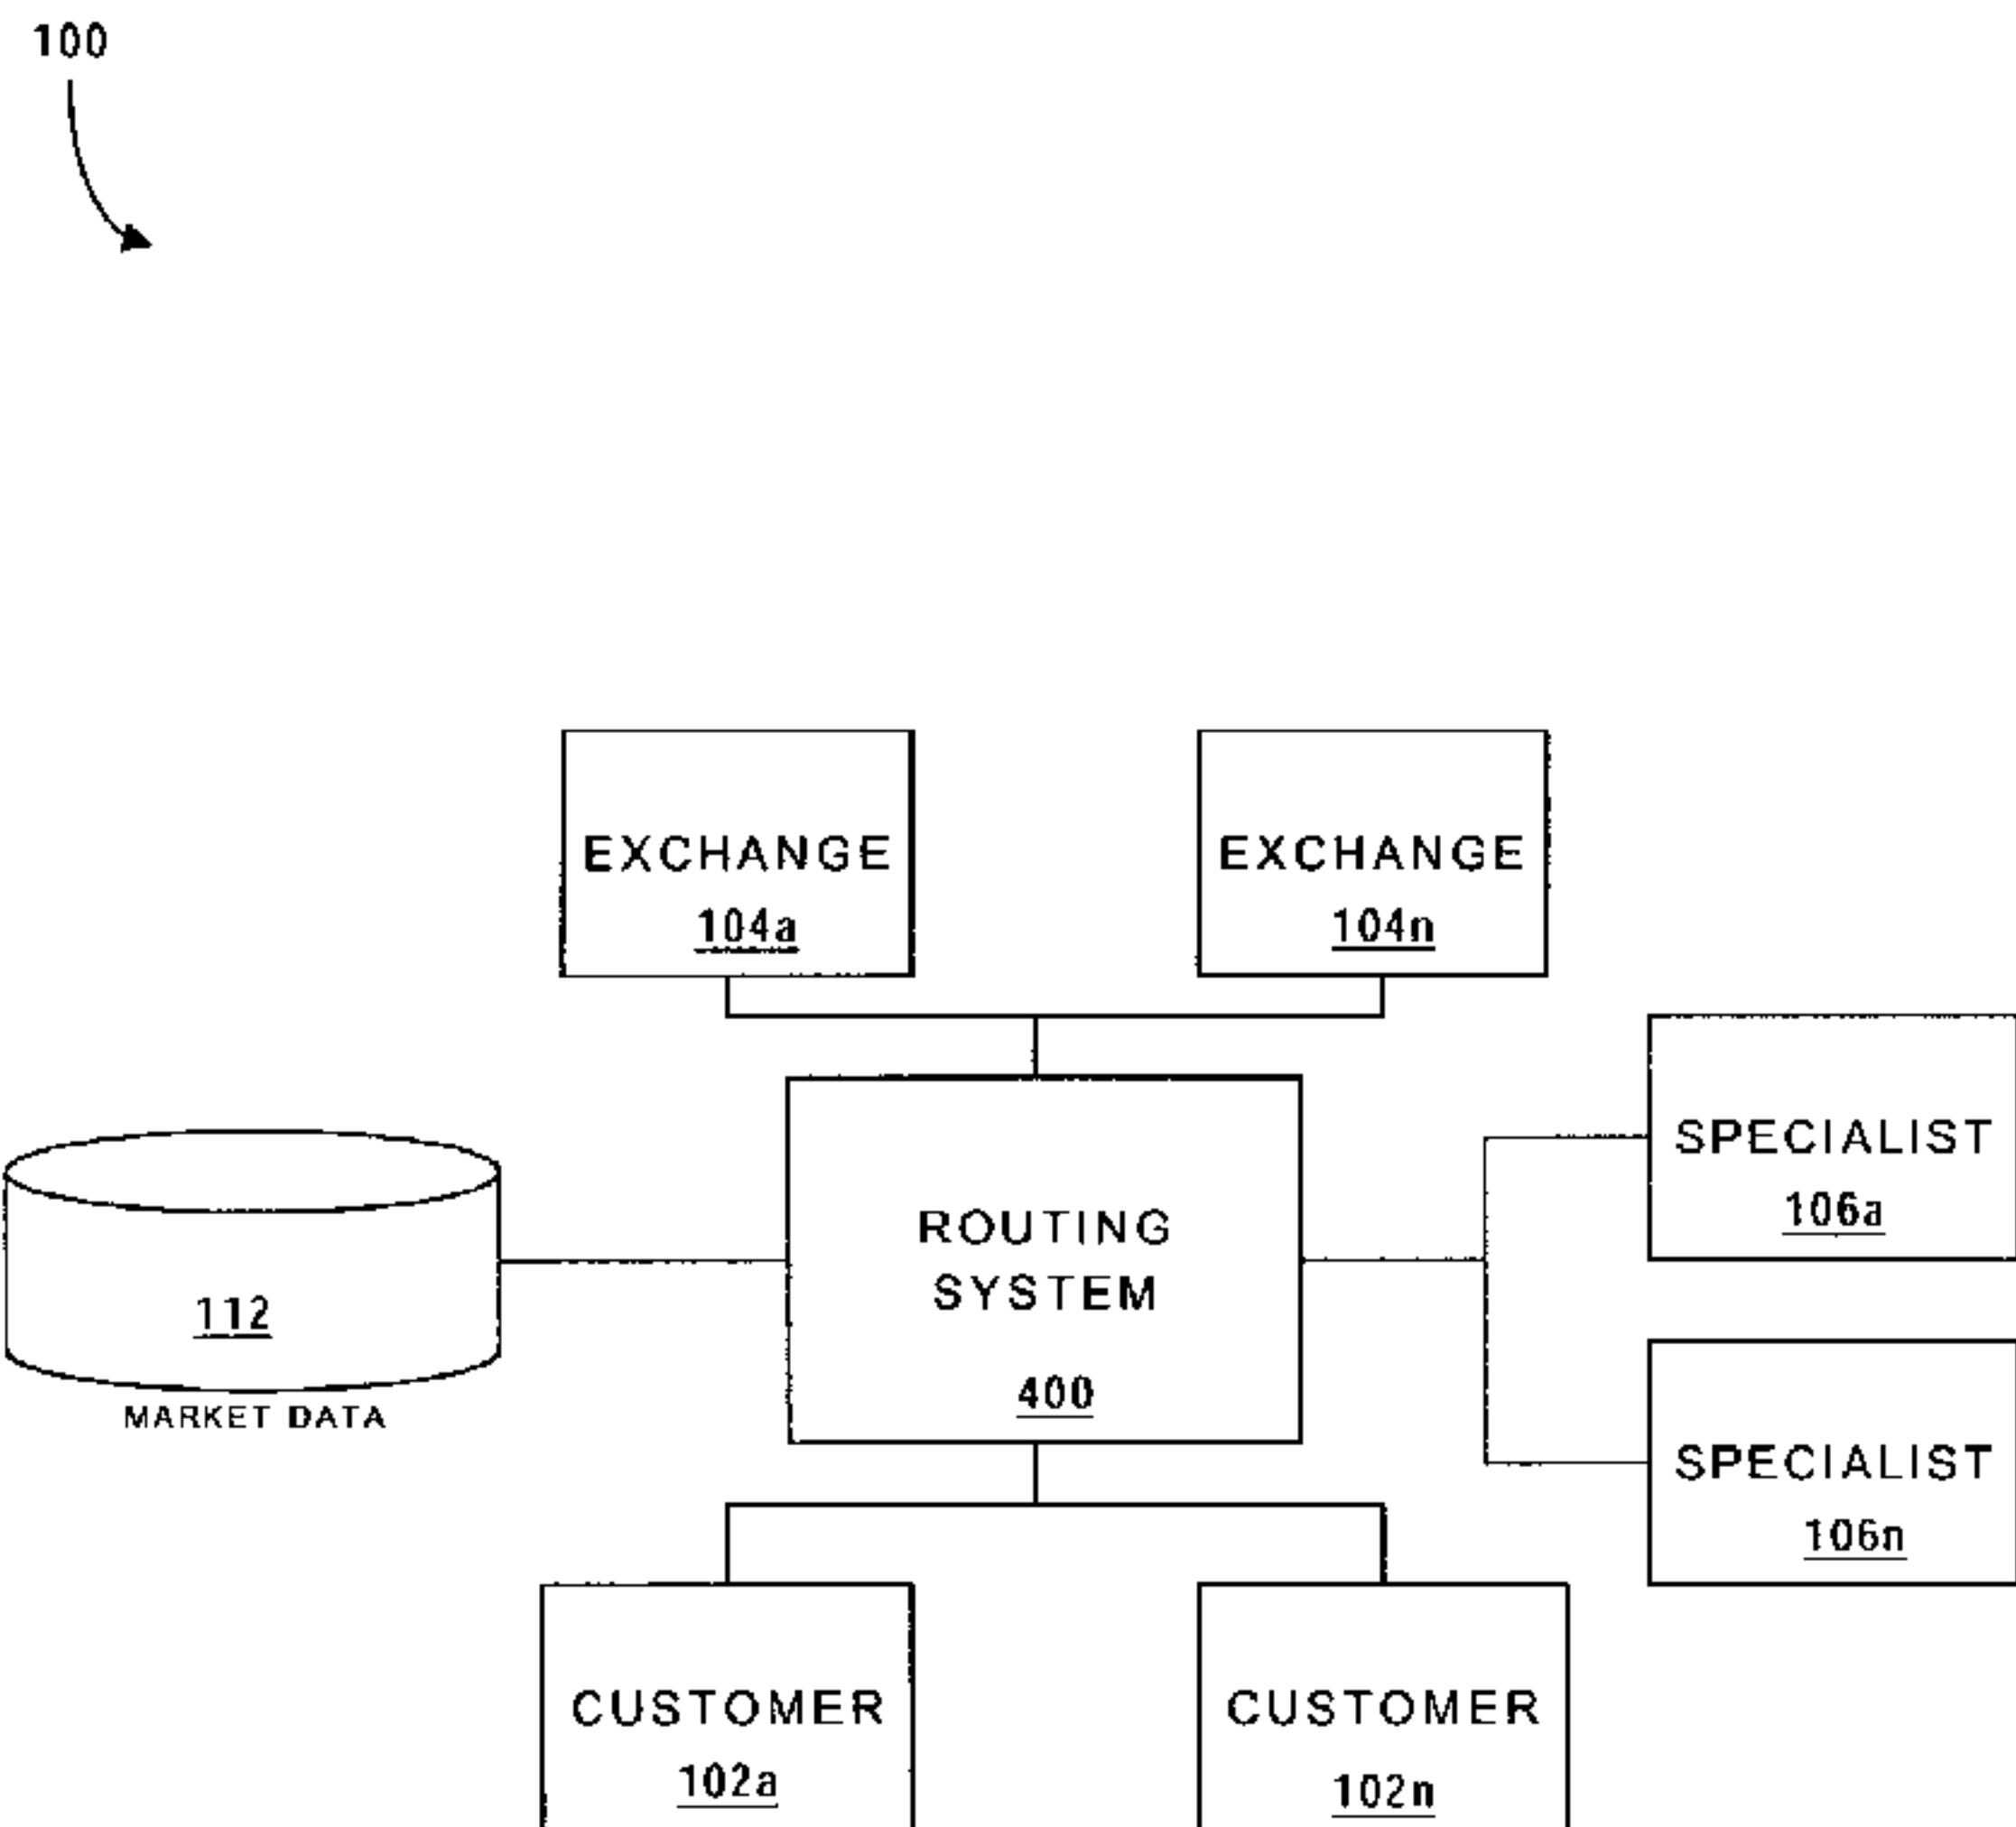 100
EXCHANGE
104a
EXCHANGE
104n
SPECIALIST
106a
ROUTING
SYSTEM
400
112
MARKET DATA
SPECIALIST
106n
CUSTOMER
102a
CUSTOMER
102n